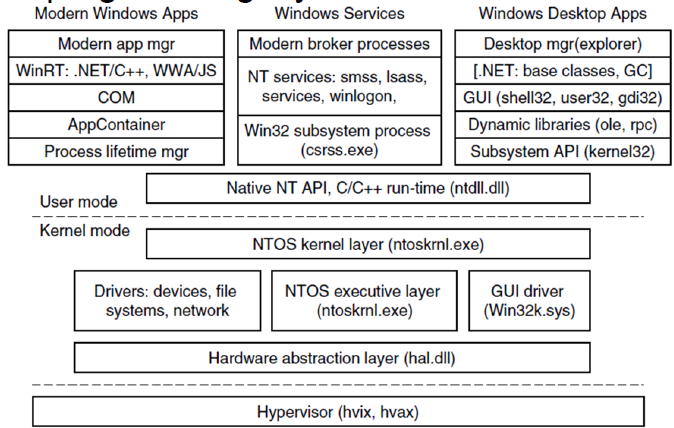 Modern Windows Apps
Modern app mgr
WinRT: .NET/C++, WWA/JS
COM
AppContainer
Process lifetime mgr
Windows Services
Modern broker processes
NT services: smss, lsass,
services, winlogon,
Win32 subsystem process
(csrss.exe)
Windows Desktop Apps
Desktop mgr(explorer)
[.NET: base classes, GC]
GUI (shell32, user32, gdi32)
Dynamic libraries (ole, rpc)
Subsystem API (kernel32)
Native NT API, C/C++ run-time (ntdll.dll)
User mode
Kernel mode
NTOS kernel layer (ntoskrnl.exe)
Drivers: devices, file
systems, network
NTOS executive layer
(ntoskrnl.exe)
GUI driver
(Win32k.sys)
Hardware abstraction layer (hal.dll)
Hypervisor (hvix, hvax)